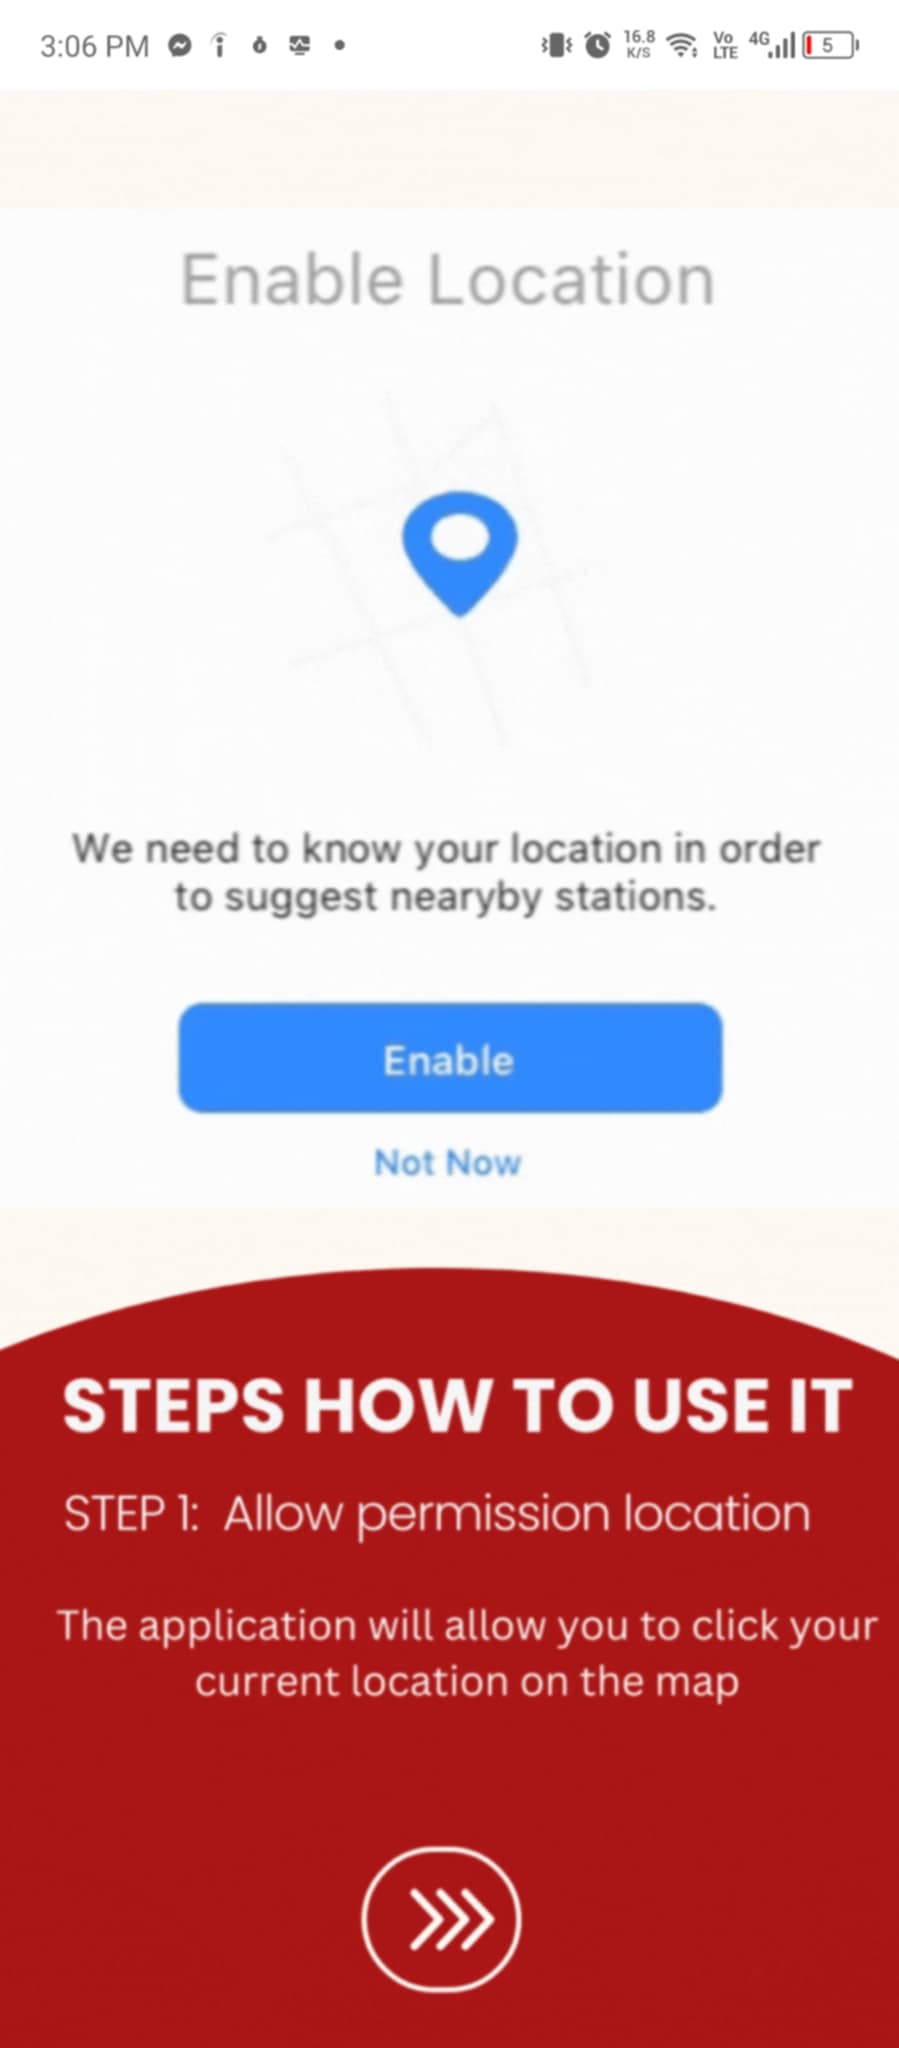 3:06 PM
16.8
K/S
Vo
LTE
4G
5
Enable Location
We need to know your location in order
to suggest nearyby stations.
Enable
Not Now
STEPS HOW TO USE IT
STEP 1: Allow permission location
The application will allow you to click your
current location on the map